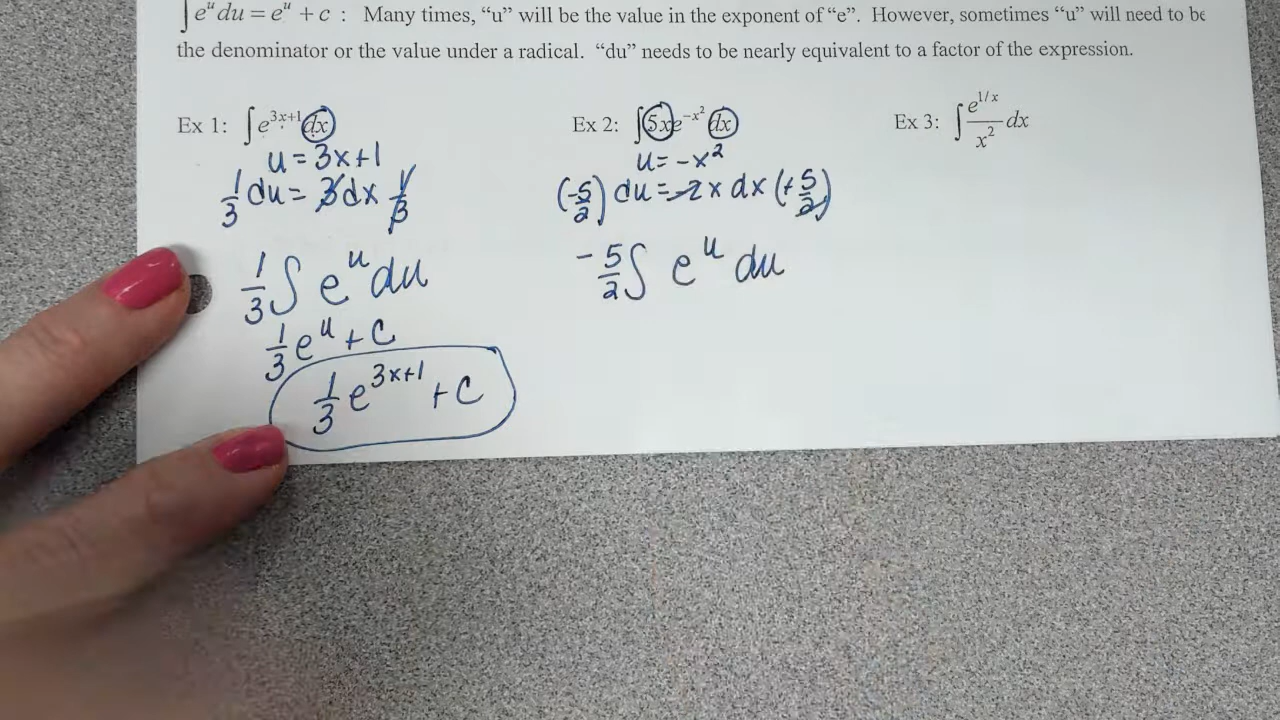 ∫e^u du = e^u + c : Many times, “u” will be the value in the exponent of “e”. However, sometimes “u” will need to be
the denominator or the value under a radical. “du” needs to be nearly equivalent to a factor of the expression.
Ex 1: ∫e^{3x+1}dx
u = 3x+1
1/3 du = 3dx 1/3
1/3 ∫ e^u du
1/3 e^u + c
1/3 e^{3x+1} + c
Ex 2: ∫5xe^{-x^2}dx
u = -x^2
(-5/2) du = -2x dx (+5/2)
-5/2 ∫ e^u du
Ex 3: ∫ e^{1/x}/x^2 dx